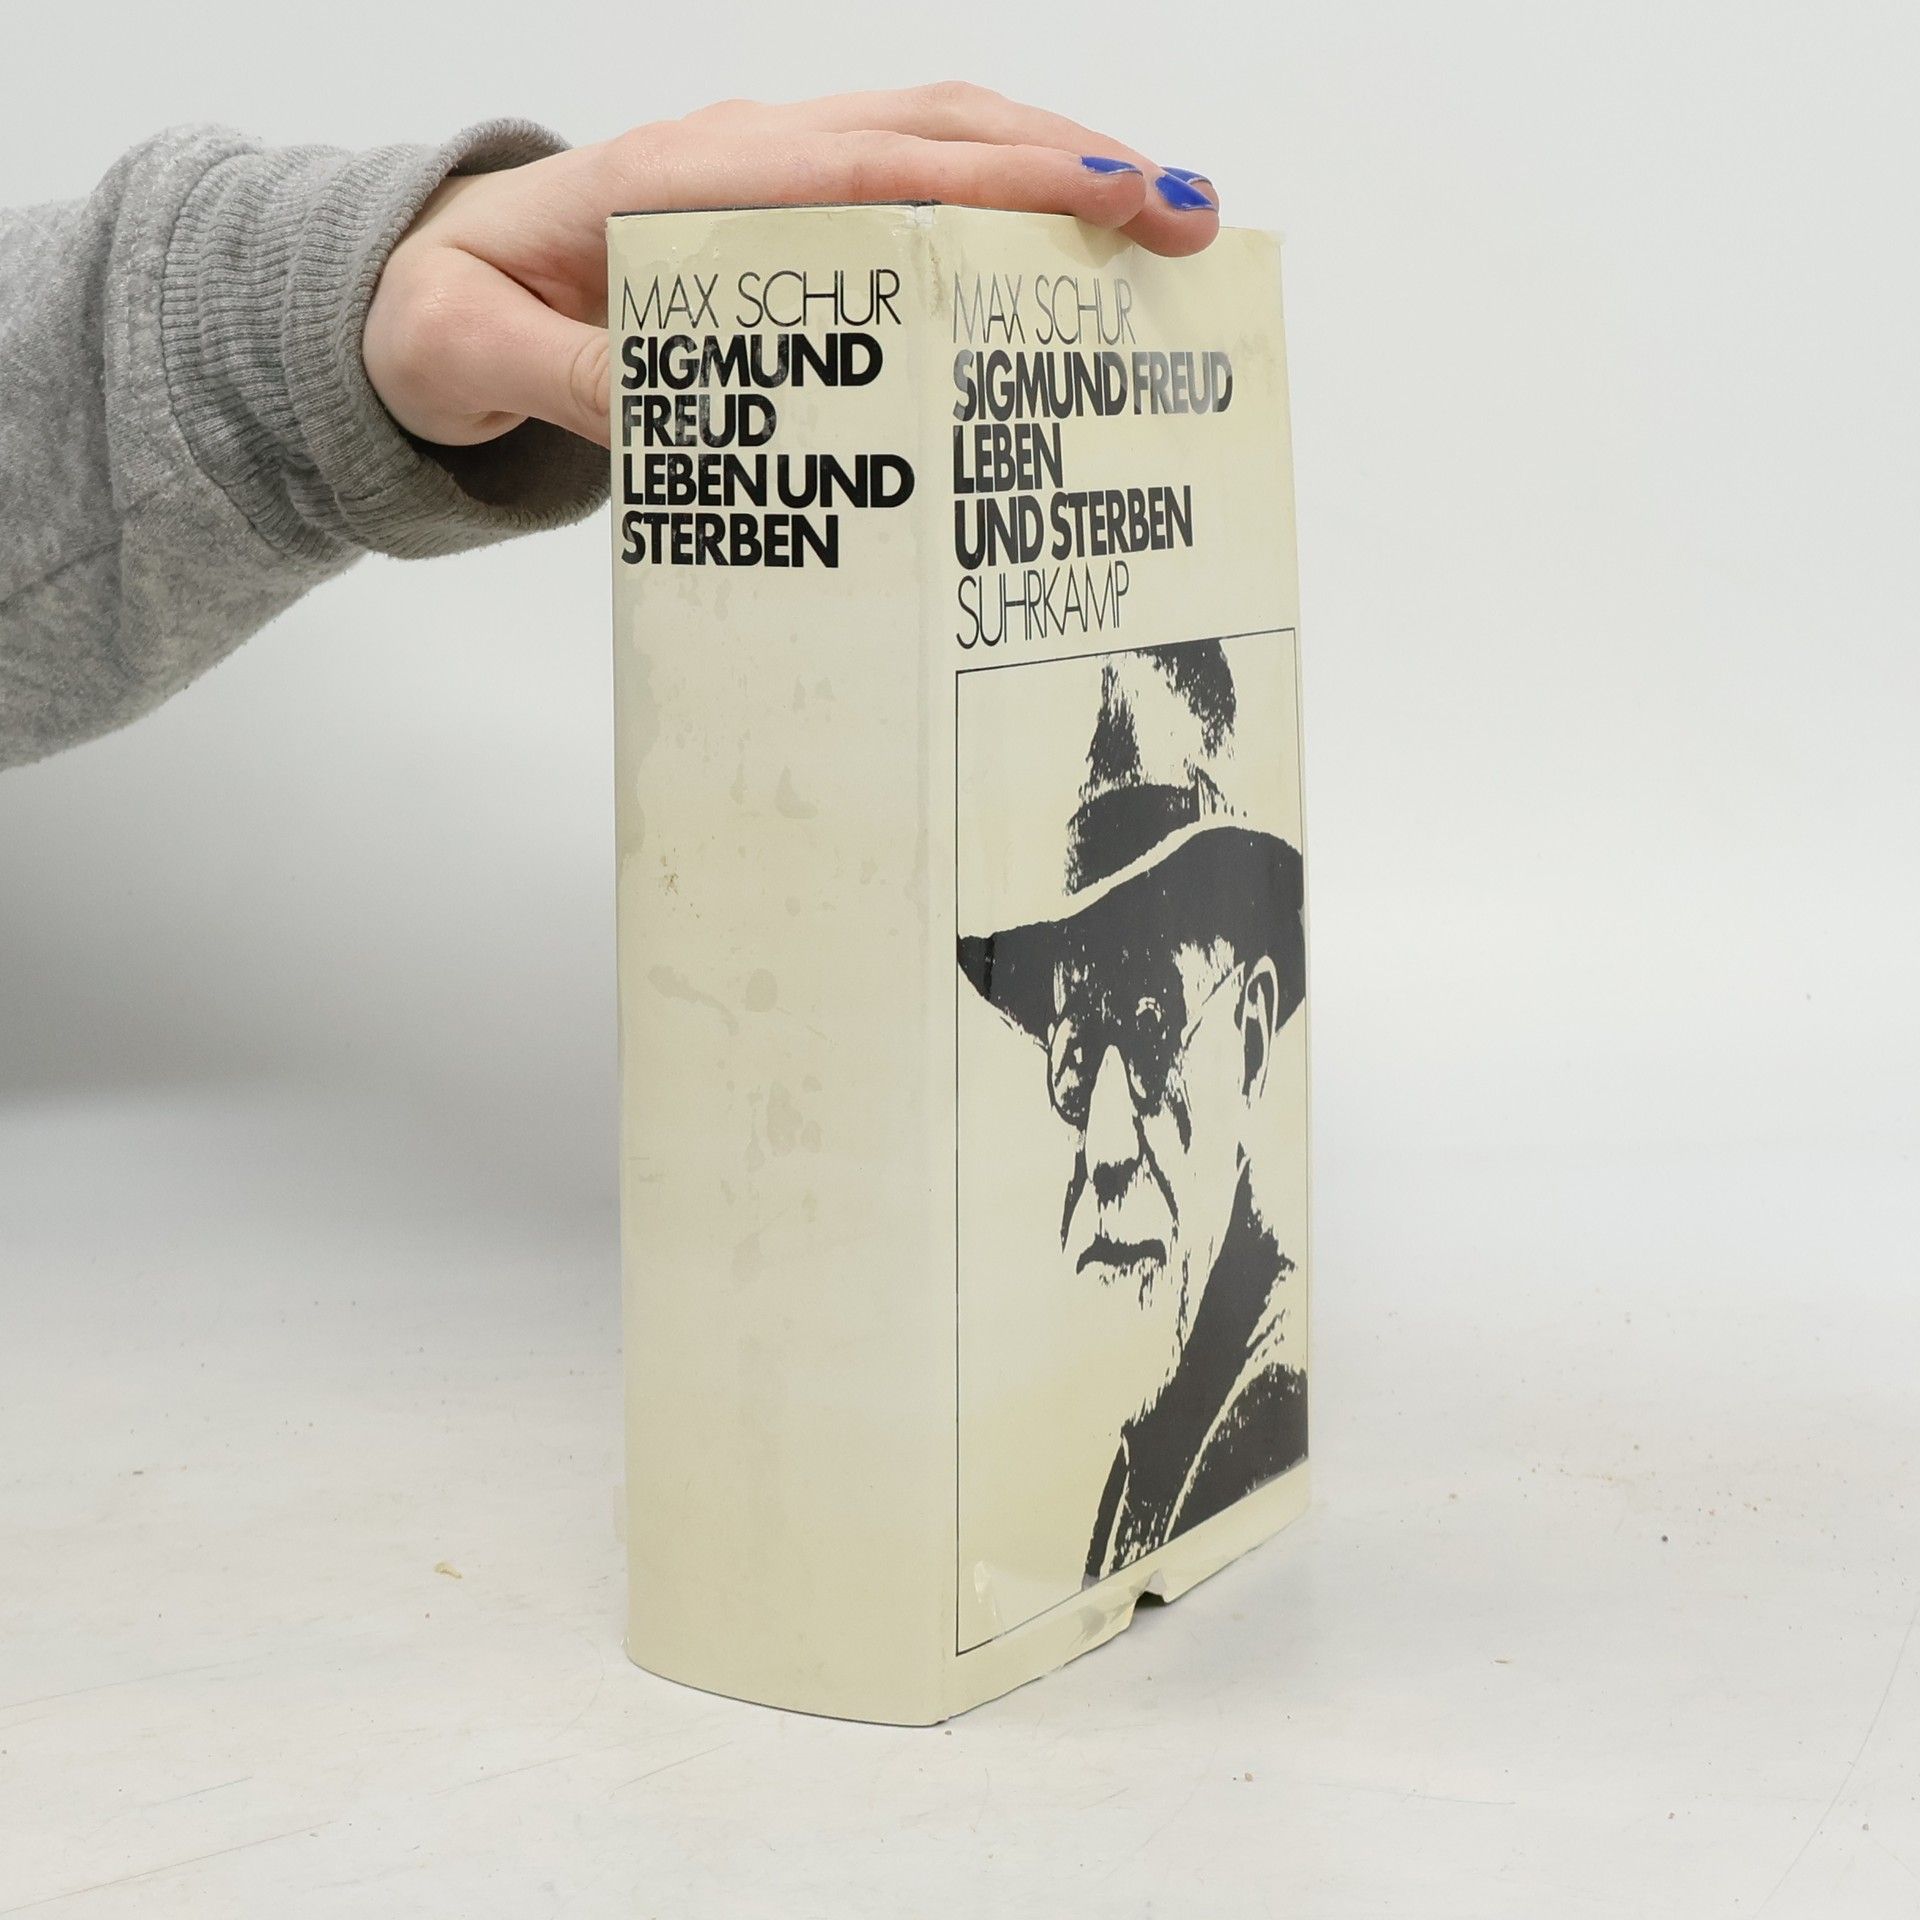 MAX SCHUR
SIGMUND
FREUD
LEBEN UND
STERBEN
MAX SCHUR
SIGMUND FREUD
LEBEN
UND STERBEN
SUHRKAMP